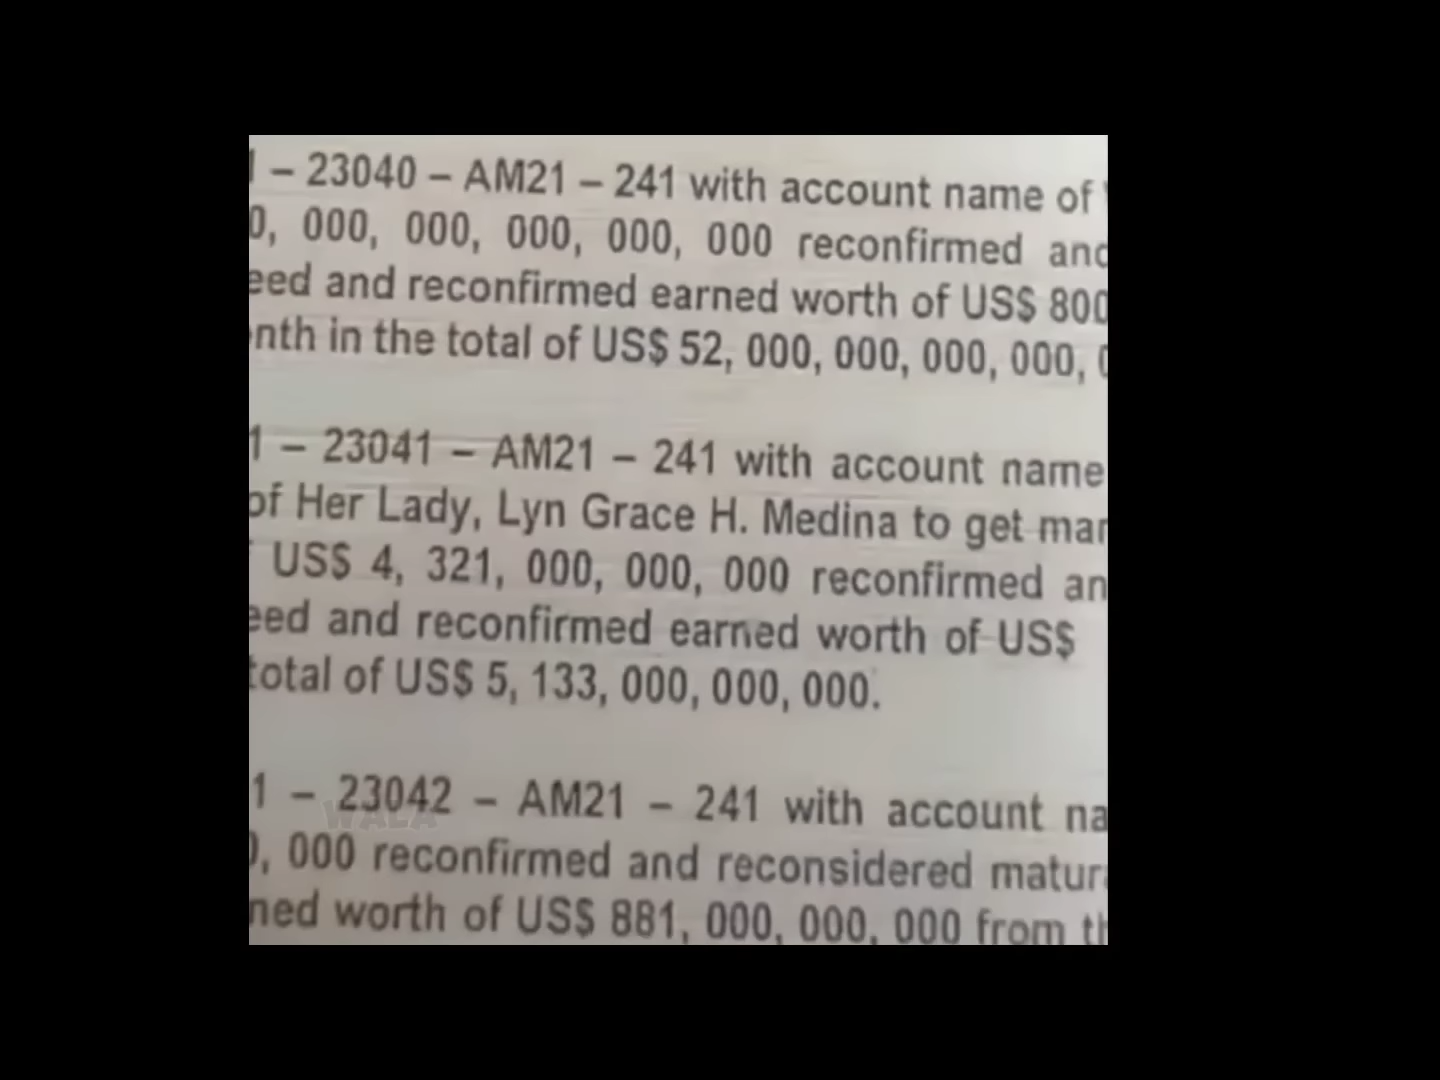 – 23040 – AM21 – 241 with account name of
0, 000, 000, 000, 000, 000 reconfirmed and
eed and reconfirmed earned worth of US$ 800
nth in the total of US$ 52, 000, 000, 000, 000, 0
1 – 23041 – AM21 – 241 with account name
of Her Lady, Lyn Grace H. Medina to get mar
US$ 4, 321, 000, 000, 000 reconfirmed an
eed and reconfirmed earned worth of US$
total of US$ 5, 133, 000, 000, 000.
1 – 23042 – AM21 – 241 with account na
WALA
0, 000 reconfirmed and reconsidered matur
ned worth of US$ 881, 000, 000, 000 from th